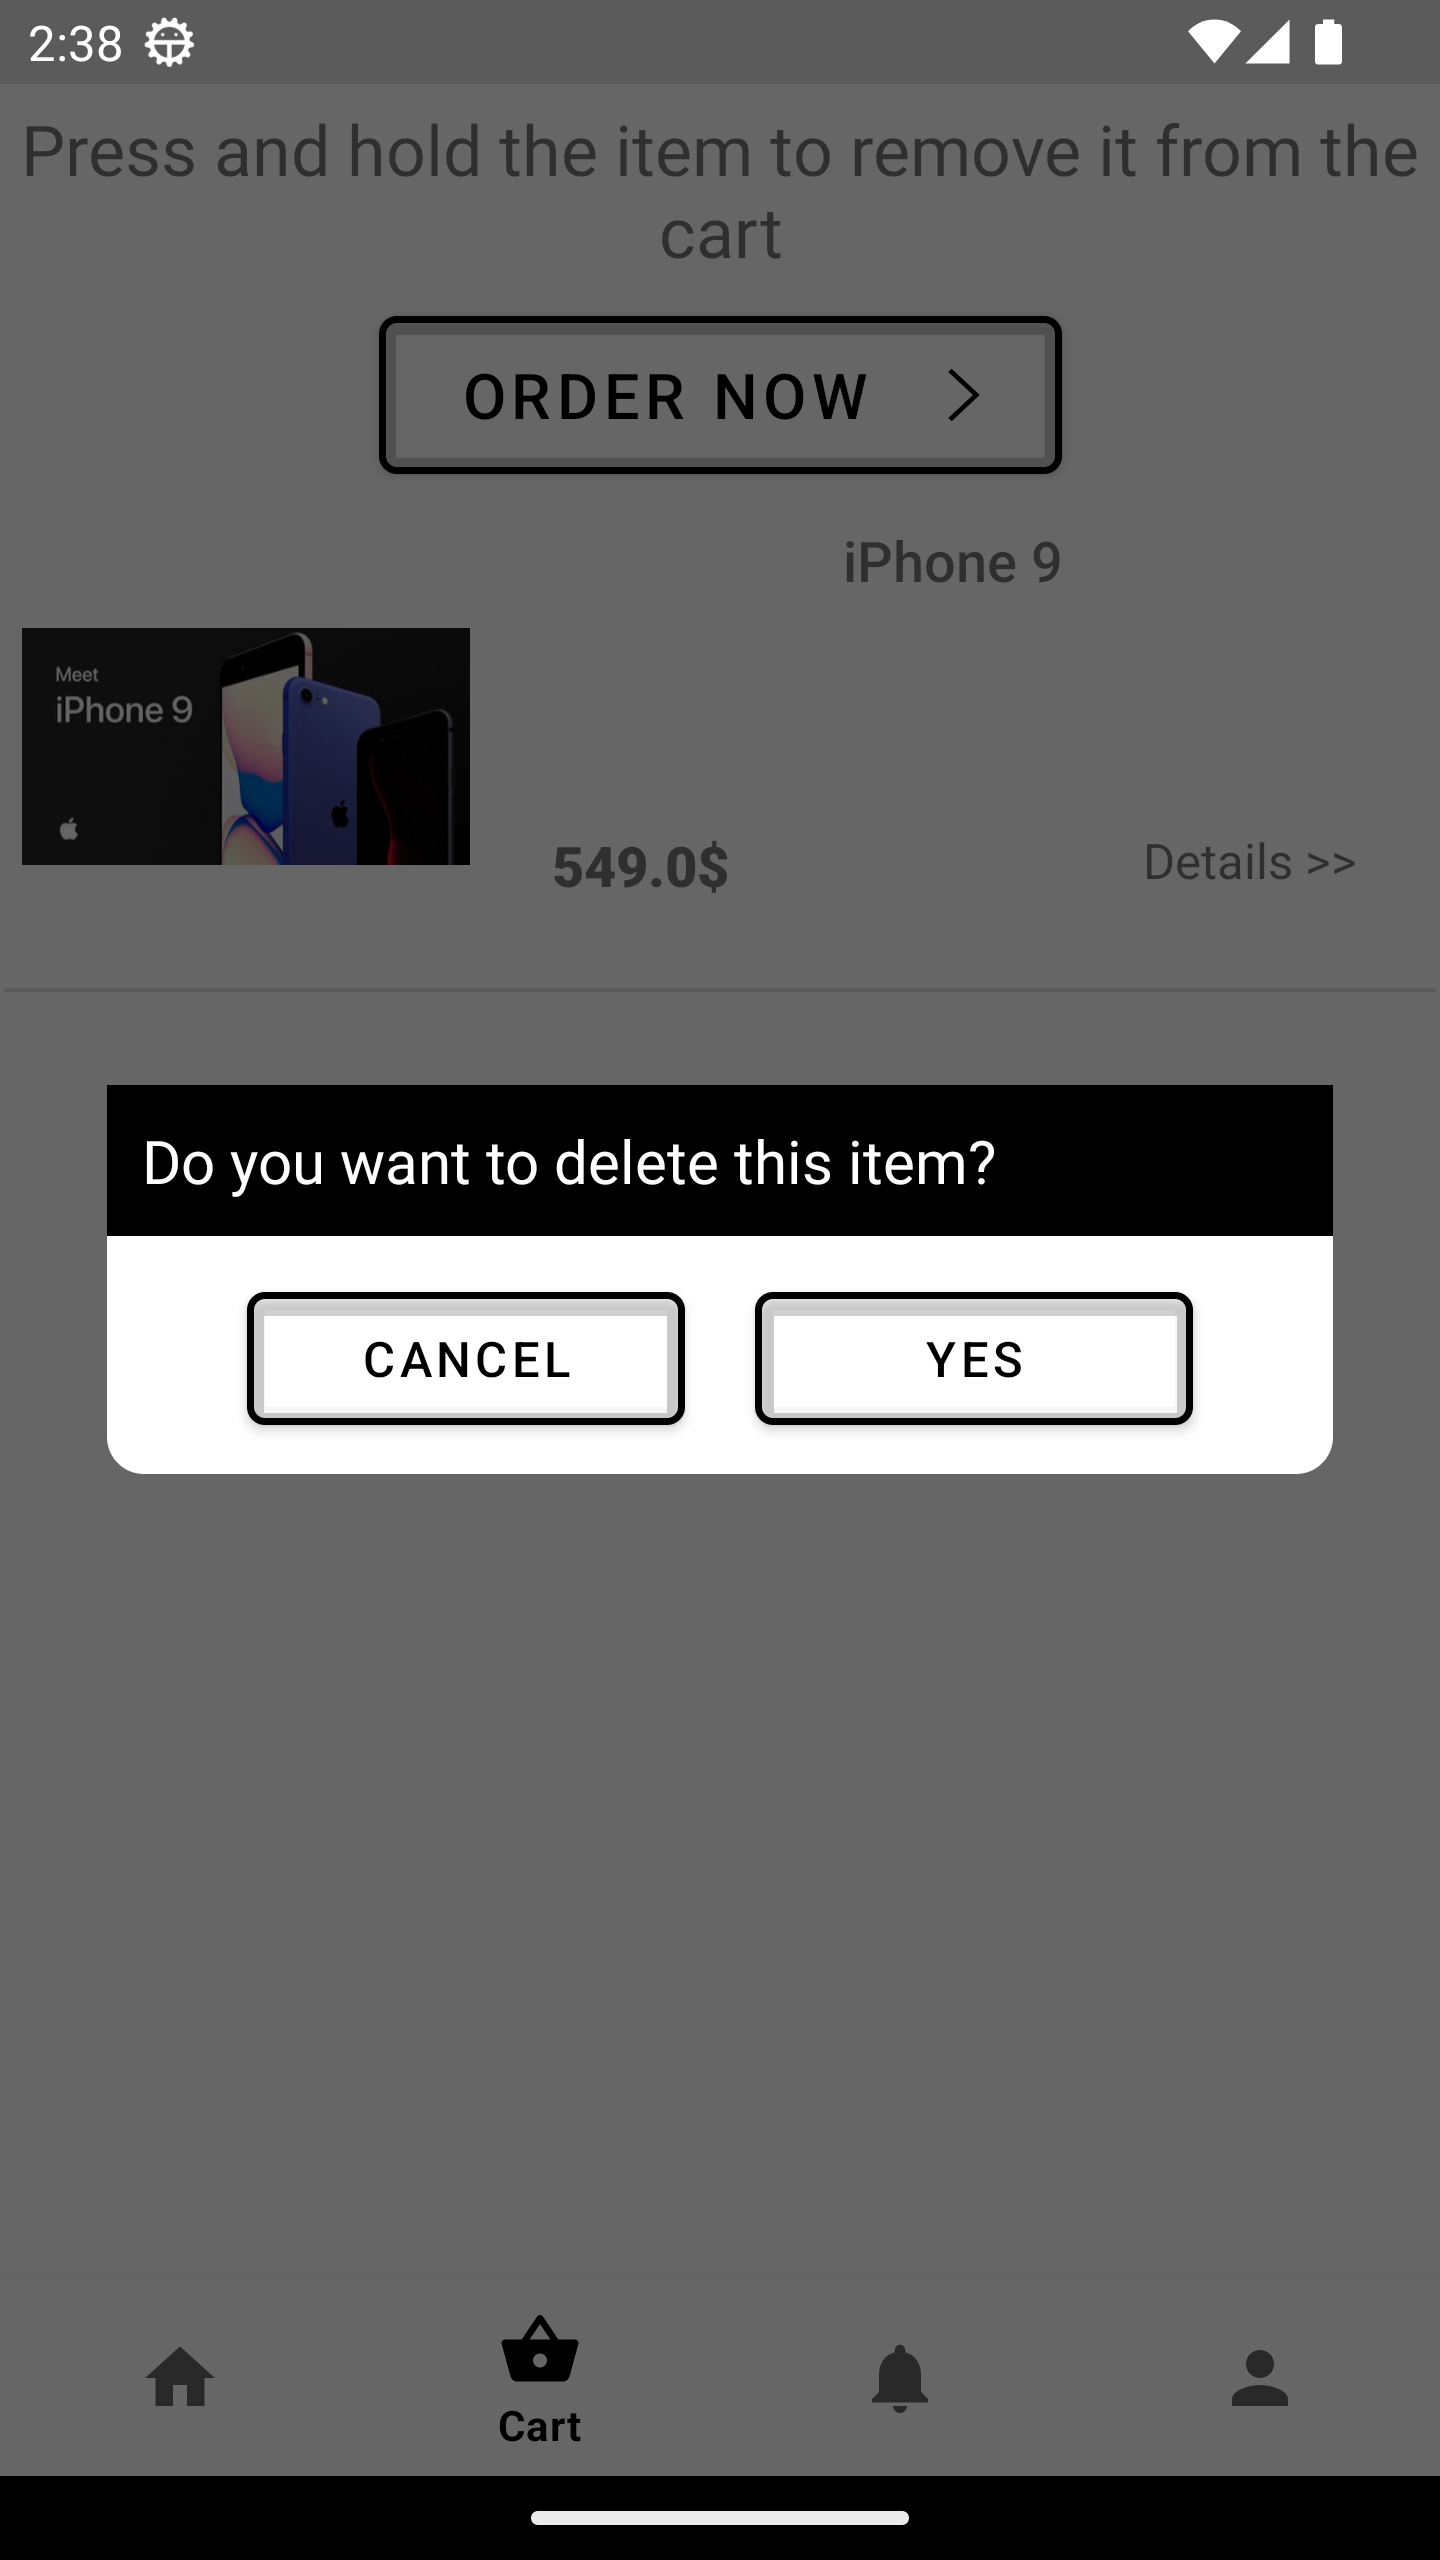 2:38
Press and hold the item to remove it from the
cart
ORDER NOW
iPhone 9
Meet
iPhone 9
549.0$
Details >>
Do you want to delete this item?
CANCEL
YES
Cart